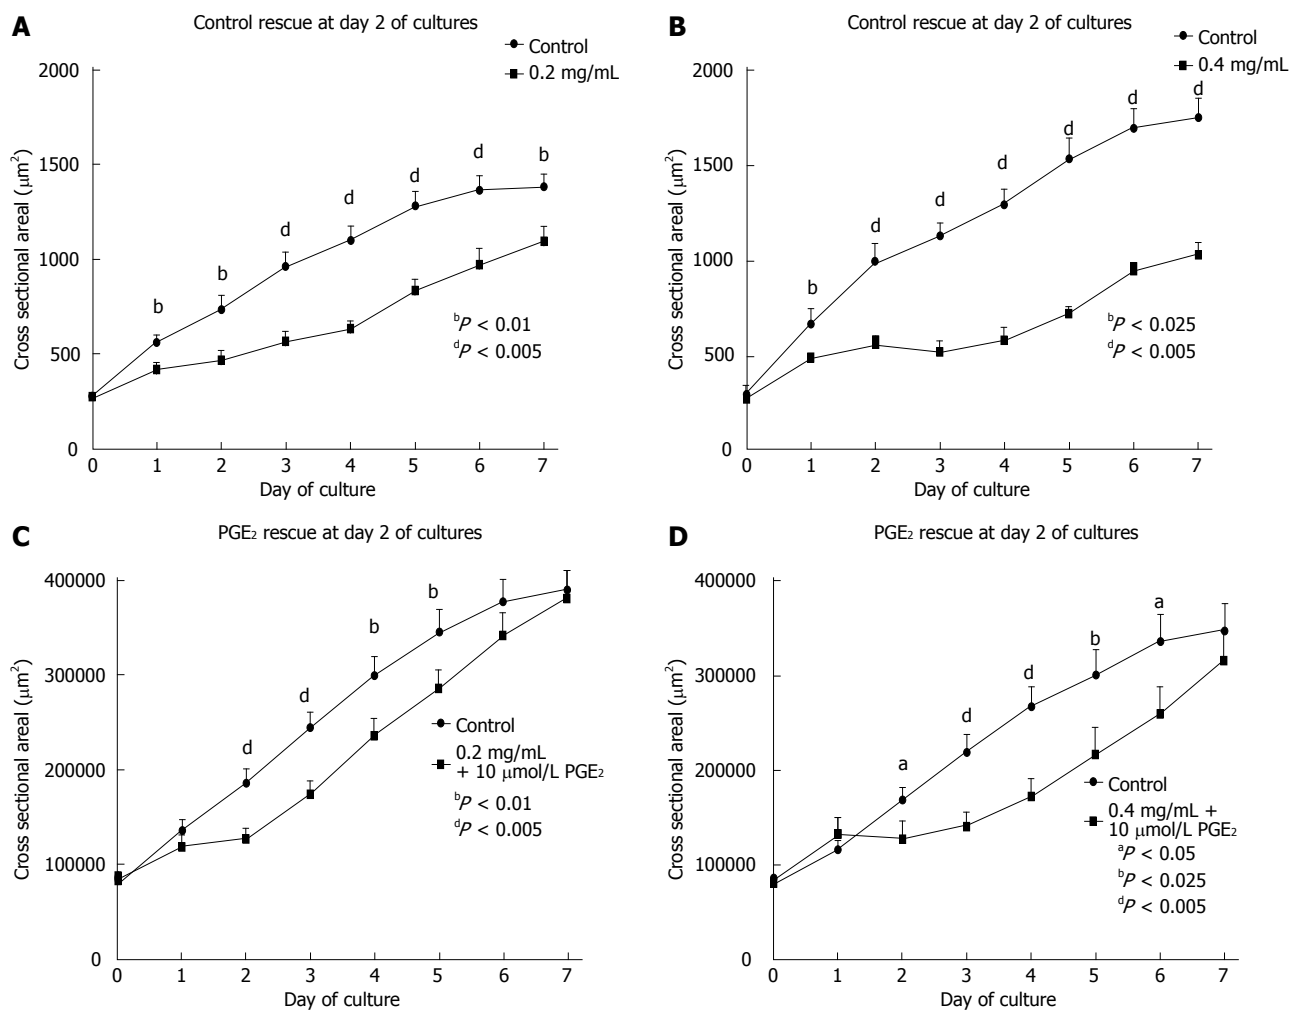 A
Control rescue at day 2 of cultures
Control
0.2 mg/mL
2000
1500
1000
500
0
Cross sectional areal (μm²)
b
b
d
d
d
d
b
ᵇP < 0.01
ᵈP < 0.005
0 1 2 3 4 5 6 7
Day of culture
B
Control rescue at day 2 of cultures
Control
0.4 mg/mL
2000
1500
1000
500
0
Cross sectional areal (μm²)
b
d
d
d
d
d
d
ᵇP < 0.025
ᵈP < 0.005
0 1 2 3 4 5 6 7
Day of culture
C
PGE₂ rescue at day 2 of cultures
400000
300000
200000
100000
0
Cross sectional areal (μm²)
d
d
b
b
Control
0.2 mg/mL
+ 10 μmol/L PGE₂
ᵇP < 0.01
ᵈP < 0.005
0 1 2 3 4 5 6 7
Day of culture
D
PGE₂ rescue at day 2 of cultures
400000
300000
200000
100000
0
Cross sectional areal (μm²)
a
d
d
b
a
Control
0.4 mg/mL +
10 μmol/L PGE₂
ᵃP < 0.05
ᵇP < 0.025
ᵈP < 0.005
0 1 2 3 4 5 6 7
Day of culture